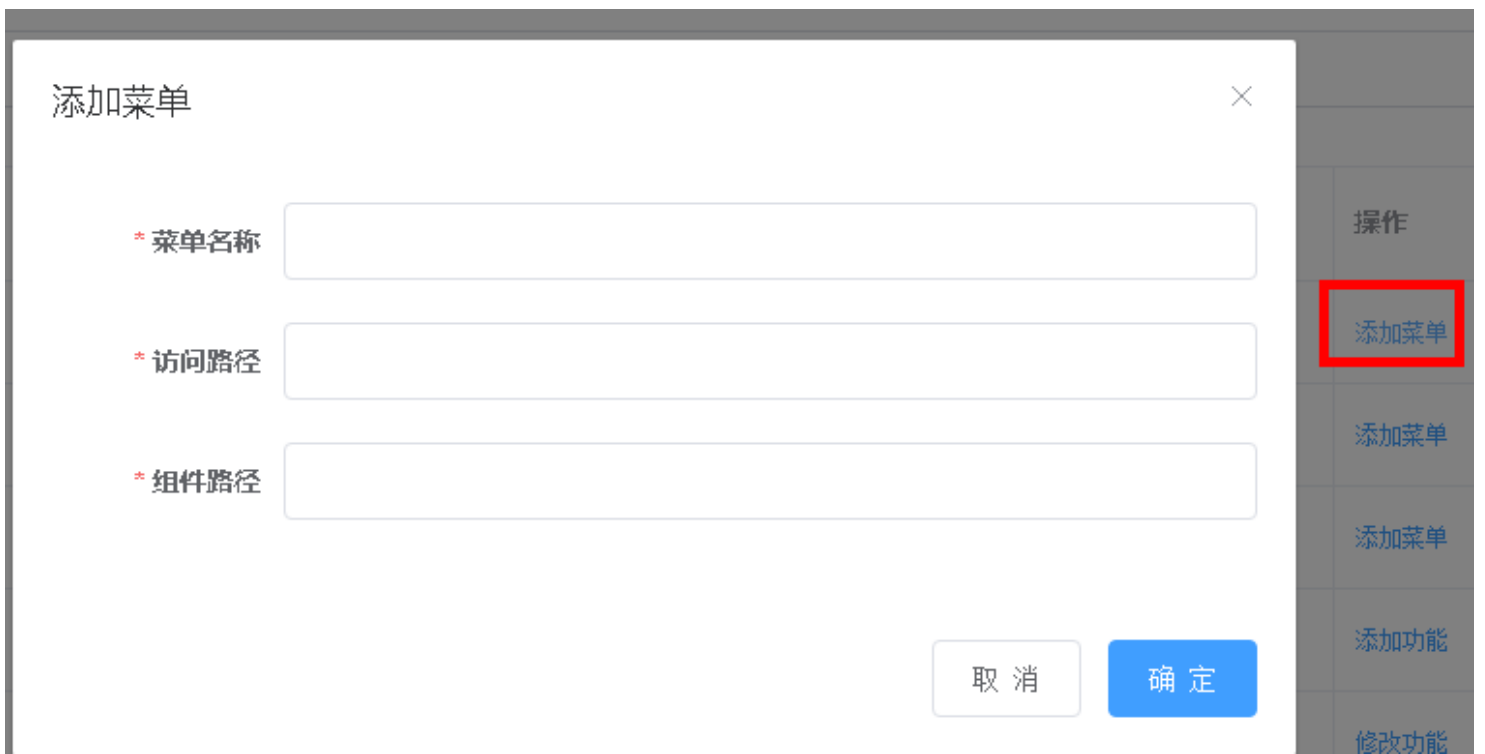 添加菜单
* 菜单名称
* 访问路径
* 组件路径
取 消
确 定
操作
添加菜单
添加菜单
添加菜单
添加功能
修改功能